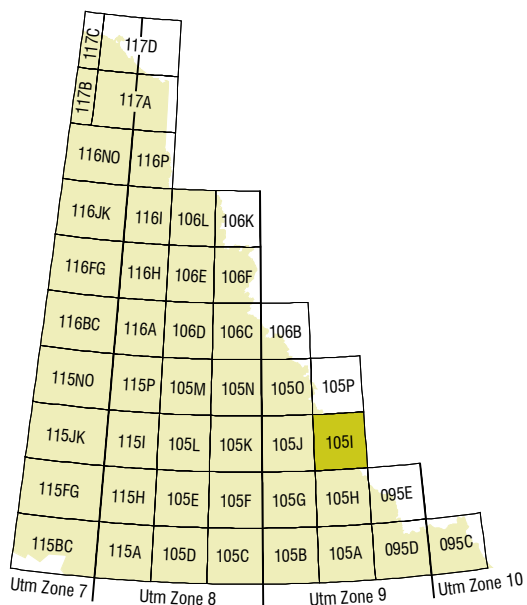 117C 117D
117B 117A
116NO 116P
116JK 116I 106L 106K
116FG 116H 106E 106F
116BC 116A 106D 106C 106B
115NO 115P 105M 105N 105O 105P
115JK 115I 105L 105K 105J 105I
115FG 115H 105E 105F 105G 105H 095E
115BC 115A 105D 105C 105B 105A 095D 095C
Utm Zone 7 Utm Zone 8 Utm Zone 9 Utm Zone 10